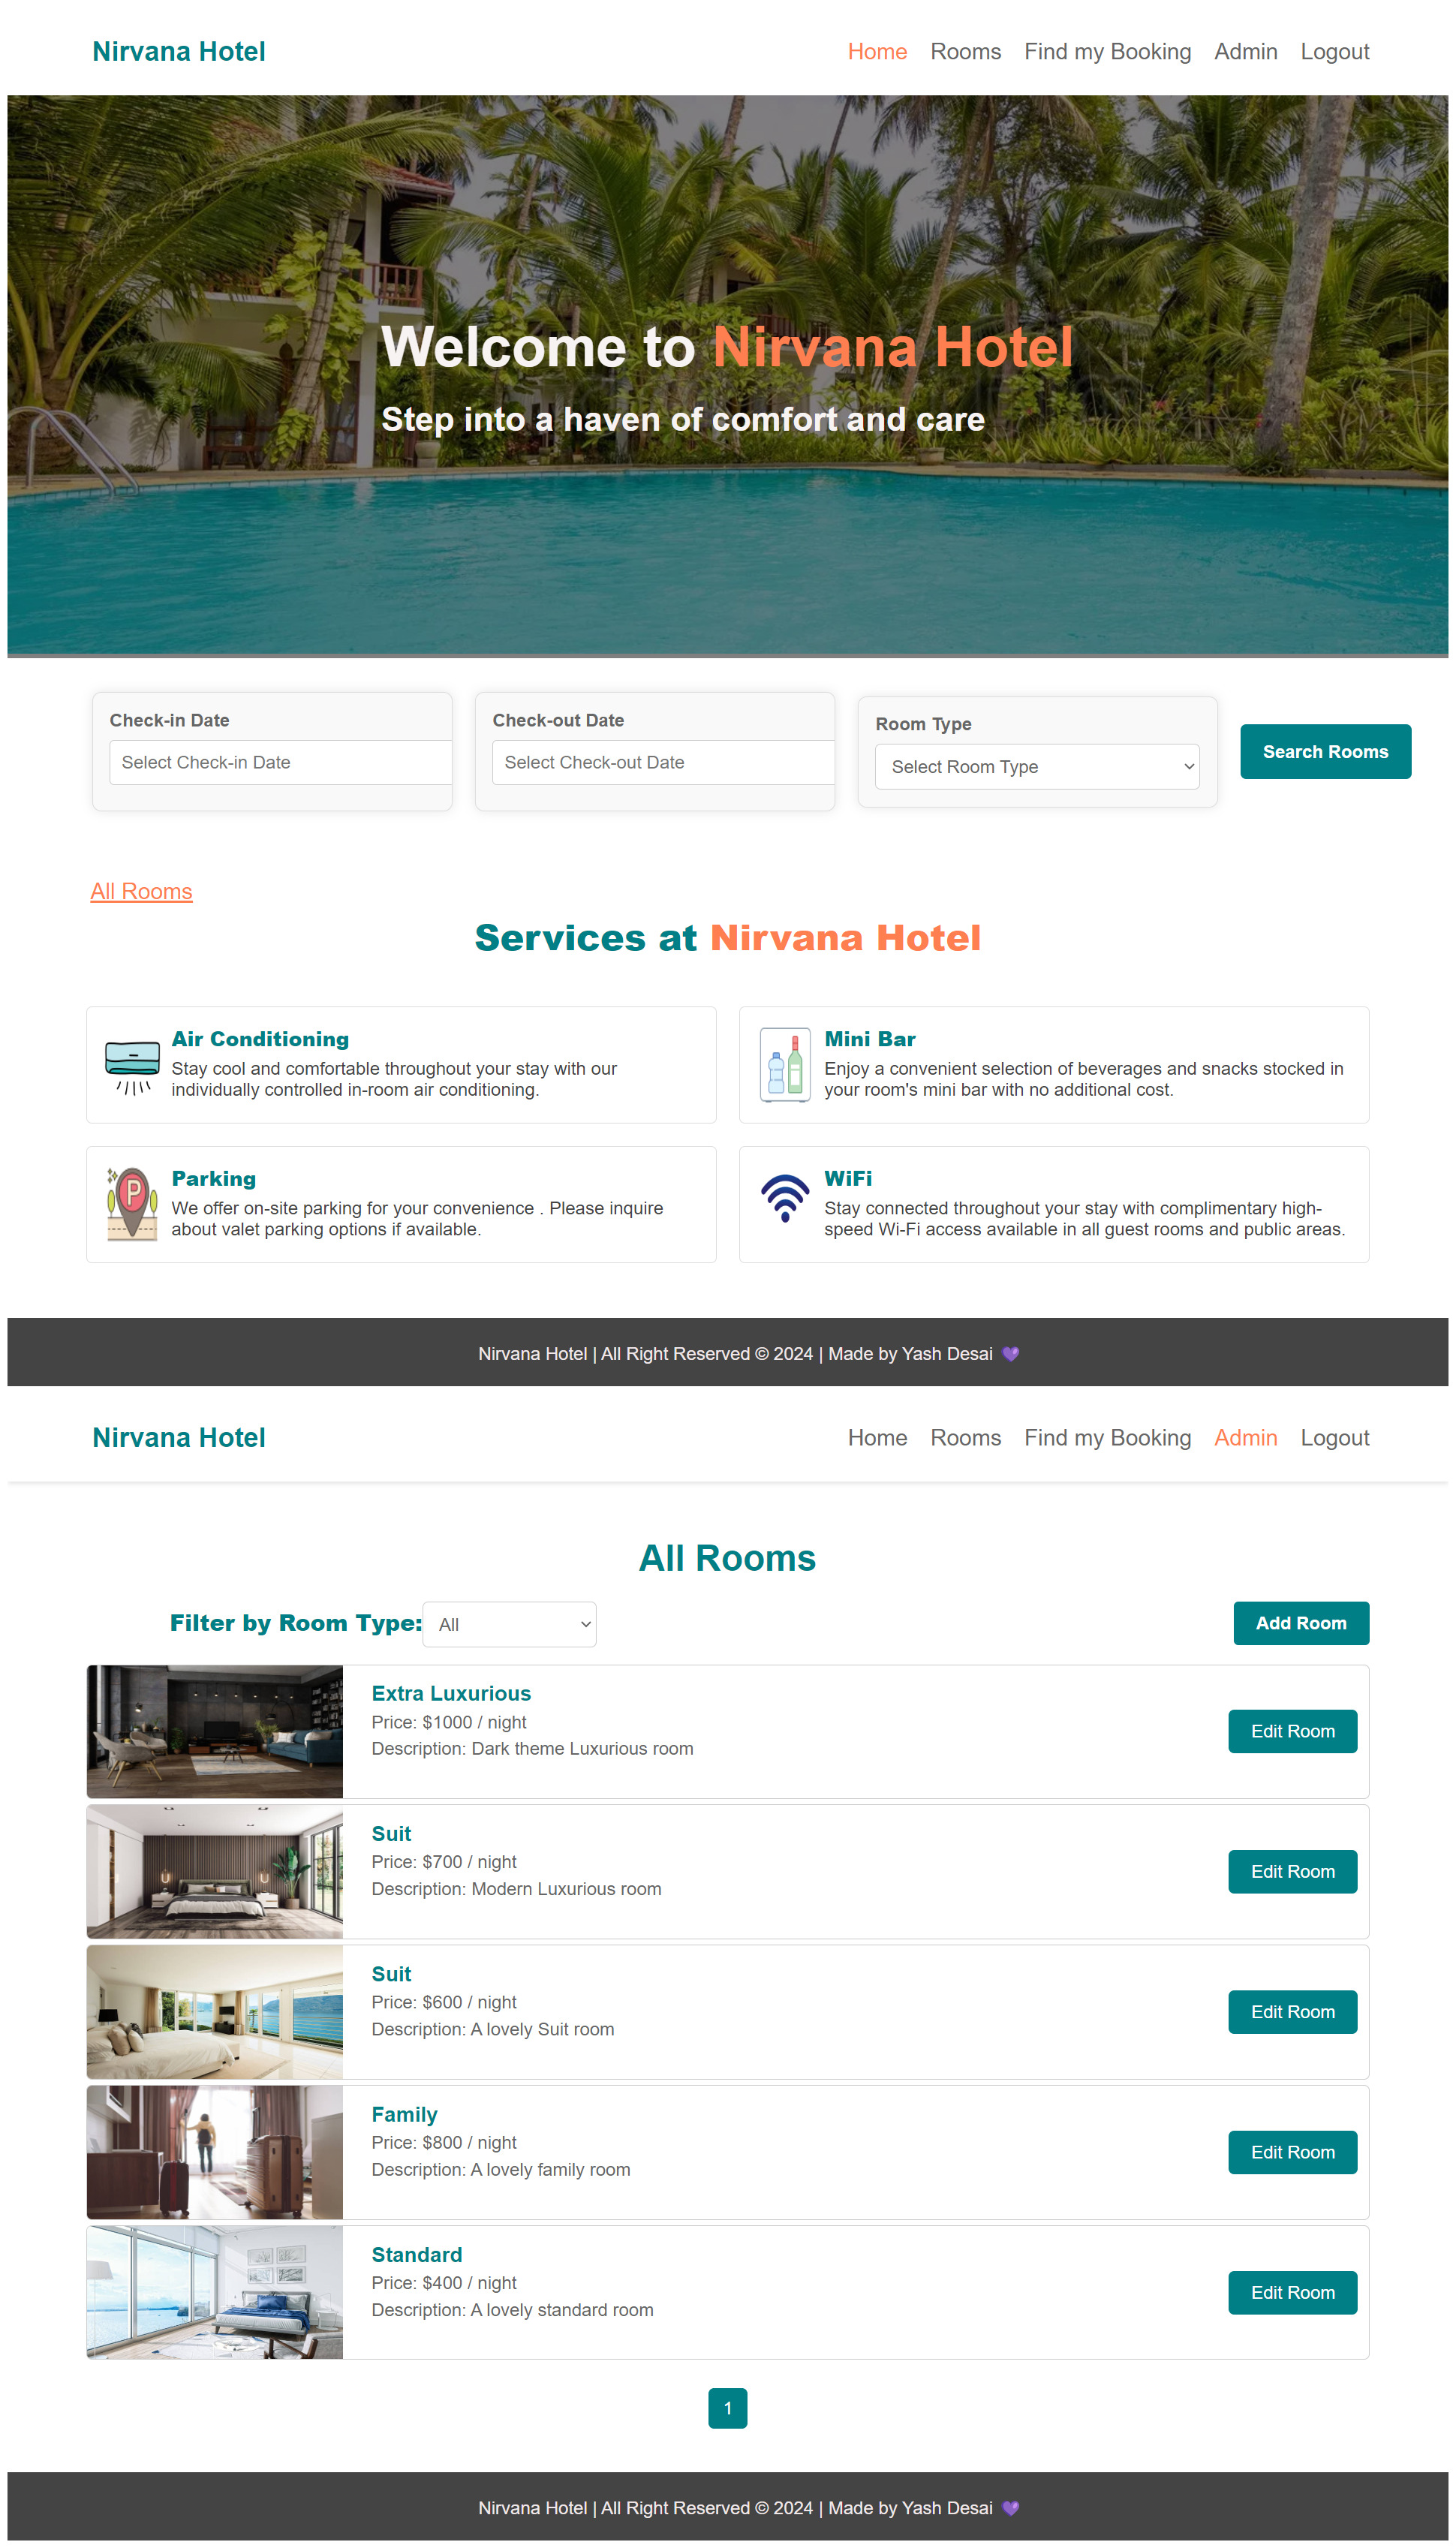 Nirvana Hotel
Home Rooms Find my Booking Admin Logout
Welcome to Nirvana Hotel
Step into a haven of comfort and care
Check-in Date
Select Check-in Date
Check-out Date
Select Check-out Date
Room Type
Select Room Type
Search Rooms
All Rooms
Services at Nirvana Hotel
Air Conditioning
Stay cool and comfortable throughout your stay with our
individually controlled in-room air conditioning.
Mini Bar
Enjoy a convenient selection of beverages and snacks stocked in
your room's mini bar with no additional cost.
P
Parking
We offer on-site parking for your convenience . Please inquire
about valet parking options if available.
WiFi
Stay connected throughout your stay with complimentary high-
speed Wi-Fi access available in all guest rooms and public areas.
Nirvana Hotel | All Right Reserved © 2024 | Made by Yash Desai 💜
Nirvana Hotel
Home Rooms Find my Booking Admin Logout
All Rooms
Filter by Room Type: All
Add Room
Extra Luxurious
Price: $1000 / night
Description: Dark theme Luxurious room
Edit Room
Suit
Price: $700 / night
Description: Modern Luxurious room
Edit Room
Suit
Price: $600 / night
Description: A lovely Suit room
Edit Room
Family
Price: $800 / night
Description: A lovely family room
Edit Room
Standard
Price: $400 / night
Description: A lovely standard room
Edit Room
1
Nirvana Hotel | All Right Reserved © 2024 | Made by Yash Desai 💜